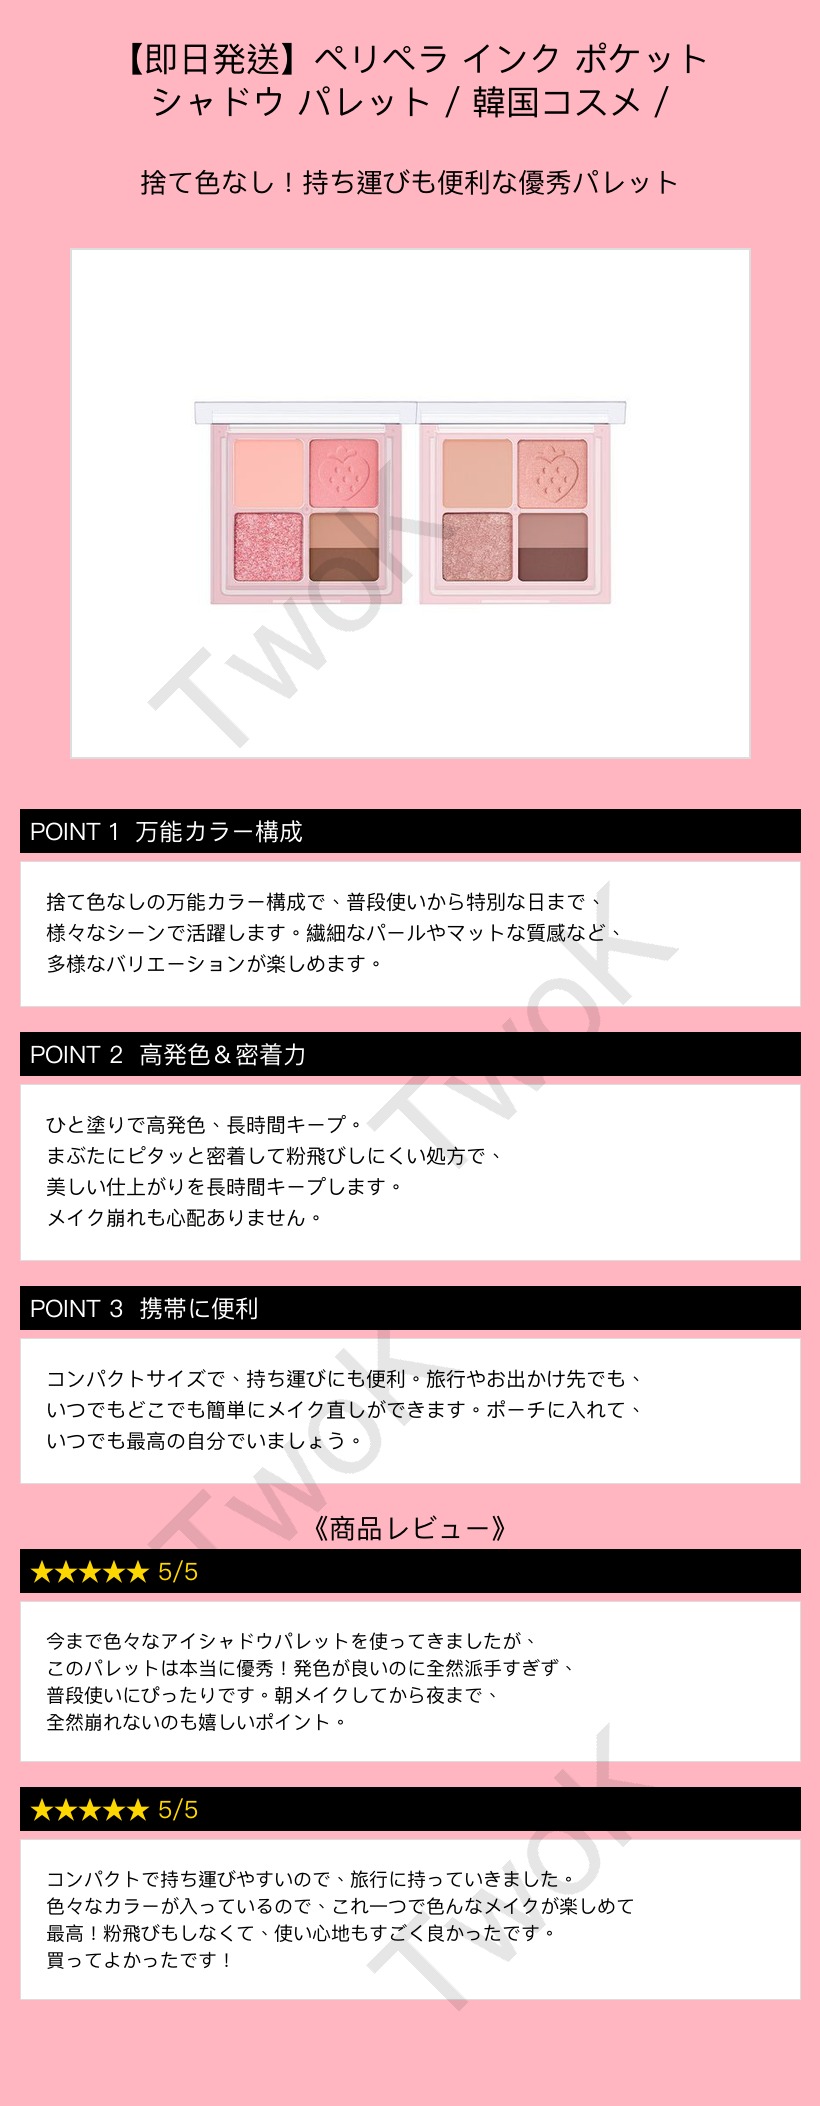 【即日発送】ペリペラ インク ポケット
シャドウ パレット / 韓国コスメ /
捨て色なし！持ち運びも便利な優秀パレット
TwoK
POINT 1 万能カラー構成
捨て色なしの万能カラー構成で、普段使いから特別な日まで、
様々なシーンで活躍します。繊細なパールやマットな質感など、
多様なバリエーションが楽しめます。
TwoK
POINT 2 高発色＆密着力
ひと塗りで高発色、長時間キープ。
まぶたにピタッと密着して粉飛びしにくい処方で、
美しい仕上がりを長時間キープします。
メイク崩れも心配ありません。
POINT 3 携帯に便利
コンパクトサイズで、持ち運びにも便利。旅行やお出かけ先でも、
いつでもどこでも簡単にメイク直しができます。ポーチに入れて、
いつでも最高の自分でいましょう。
TwoK
《商品レビュー》
★★★★★ 5/5
今まで色々なアイシャドウパレットを使ってきましたが、
このパレットは本当に優秀！発色が良いのに全然派手すぎず、
普段使いにぴったりです。朝メイクしてから夜まで、
全然崩れないのも嬉しいポイント。
★★★★★ 5/5
コンパクトで持ち運びやすいので、旅行に持っていきました。
色々なカラーが入っているので、これ一つで色んなメイクが楽しめて
最高！粉飛びもしなくて、使い心地もすごく良かったです。
買ってよかったです！
TwoK